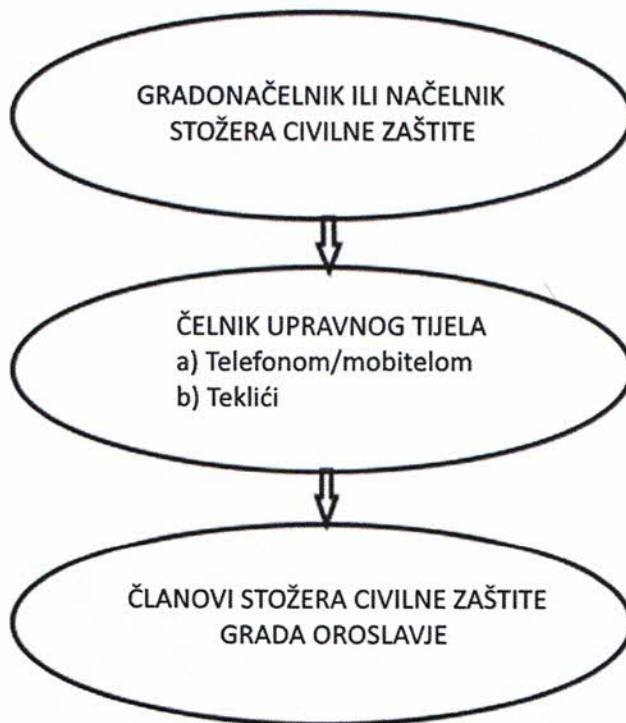 GRADONAČELNIK ILI NAČELNIK
STOŽERA CIVILNE ZAŠTITE
ČELNIK UPRAVNOG TIJELA
a) Telefonom/mobitelom
b) Teklići
ČLANOVI STOŽERA CIVILNE ZAŠTITE
GRADA OROSLAVJE